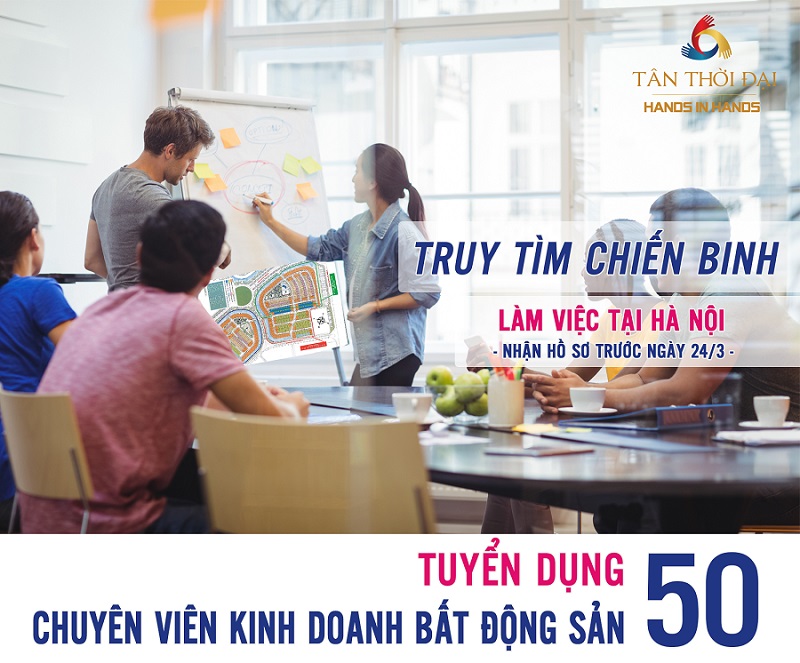 TÂN THỜI ĐẠI
HANDS IN HANDS
TRUY TÌM CHIẾN BINH
LÀM VIỆC TẠI HÀ NỘI
- NHẬN HỒ SƠ TRƯỚC NGÀY 24/3 -
TUYỂN DỤNG 50
CHUYÊN VIÊN KINH DOANH BẤT ĐỘNG SẢN